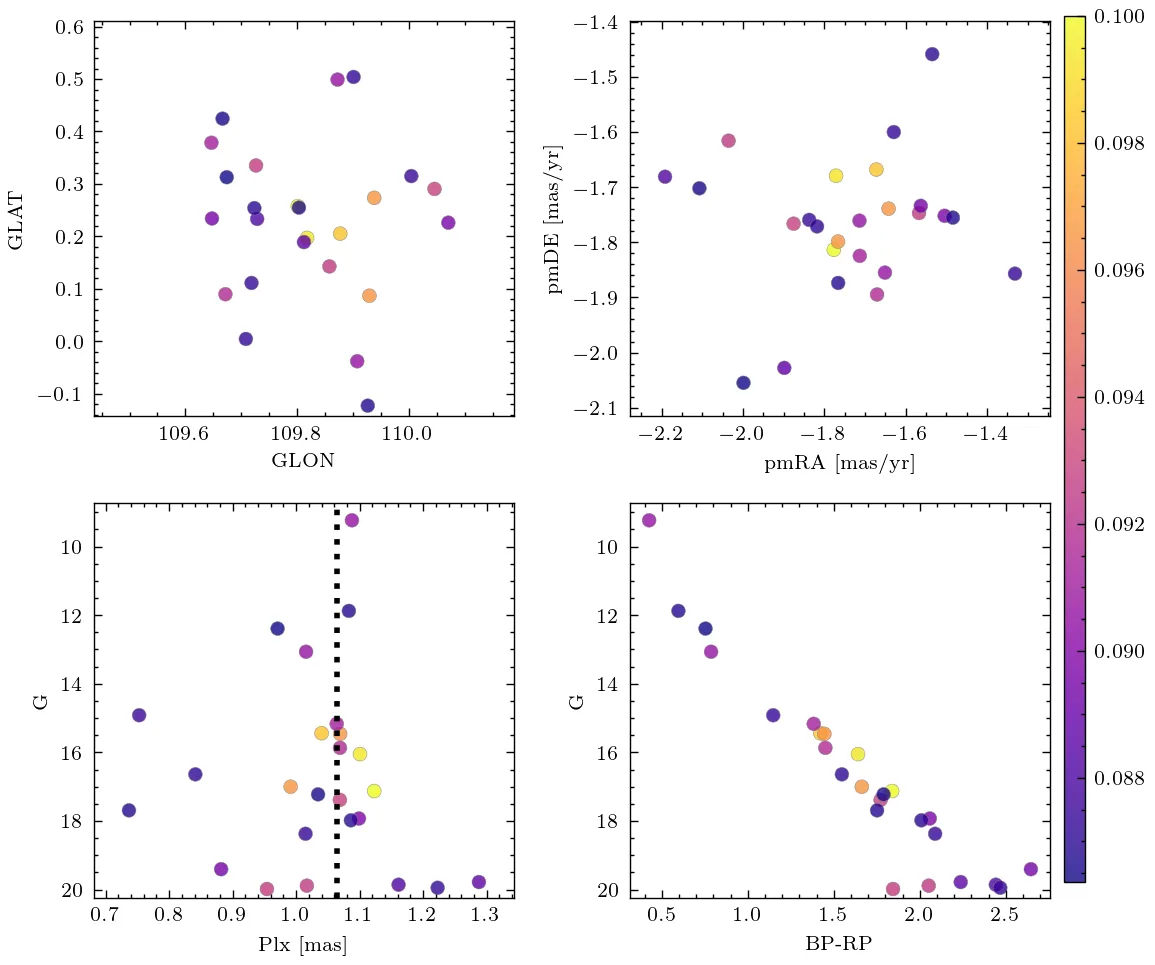 0.6
0.5
0.4
0.3
0.2
0.1
0.0
−0.1
GLAT
109.6 109.8 110.0
GLON
−1.4
−1.5
−1.6
−1.7
−1.8
−1.9
−2.0
−2.1
pmDE [mas/yr]
−2.2 −2.0 −1.8 −1.6 −1.4
pmRA [mas/yr]
10
12
14
16
18
20
G
0.7 0.8 0.9 1.0 1.1 1.2 1.3
Plx [mas]
10
12
14
16
18
20
G
0.5 1.0 1.5 2.0 2.5
BP-RP
0.100
0.098
0.096
0.094
0.092
0.090
0.088